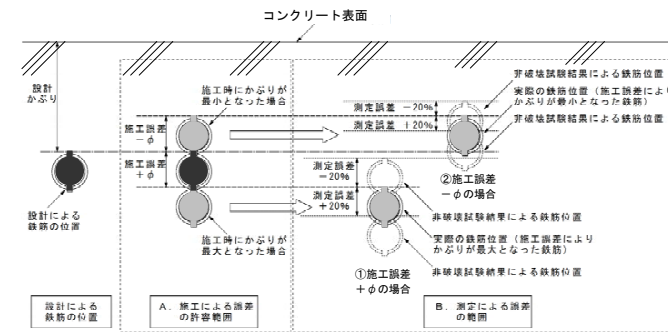 コンクリート表面
設計
かぶり
施工時にかぶりが
最小となった場合
施工誤差
－φ
施工誤差
＋φ
設計による
鉄筋の位置
施工時にかぶりが
最大となった場合
測定誤差 －20%
測定誤差 ＋20%
非破壊試験結果による鉄筋位置
実際の鉄筋位置（施工誤差により
かぶりが最小となった鉄筋）
非破壊試験結果による鉄筋位置
②施工誤差
－φの場合
測定誤差
－20%
測定誤差
＋20%
非破壊試験結果による鉄筋位置
実際の鉄筋位置（施工誤差により
かぶりが最大となった鉄筋）
非破壊試験結果による鉄筋位置
①施工誤差
＋φの場合
設計による
鉄筋の位置
A．施工による誤差
の許容範囲
B．測定による誤差
の範囲